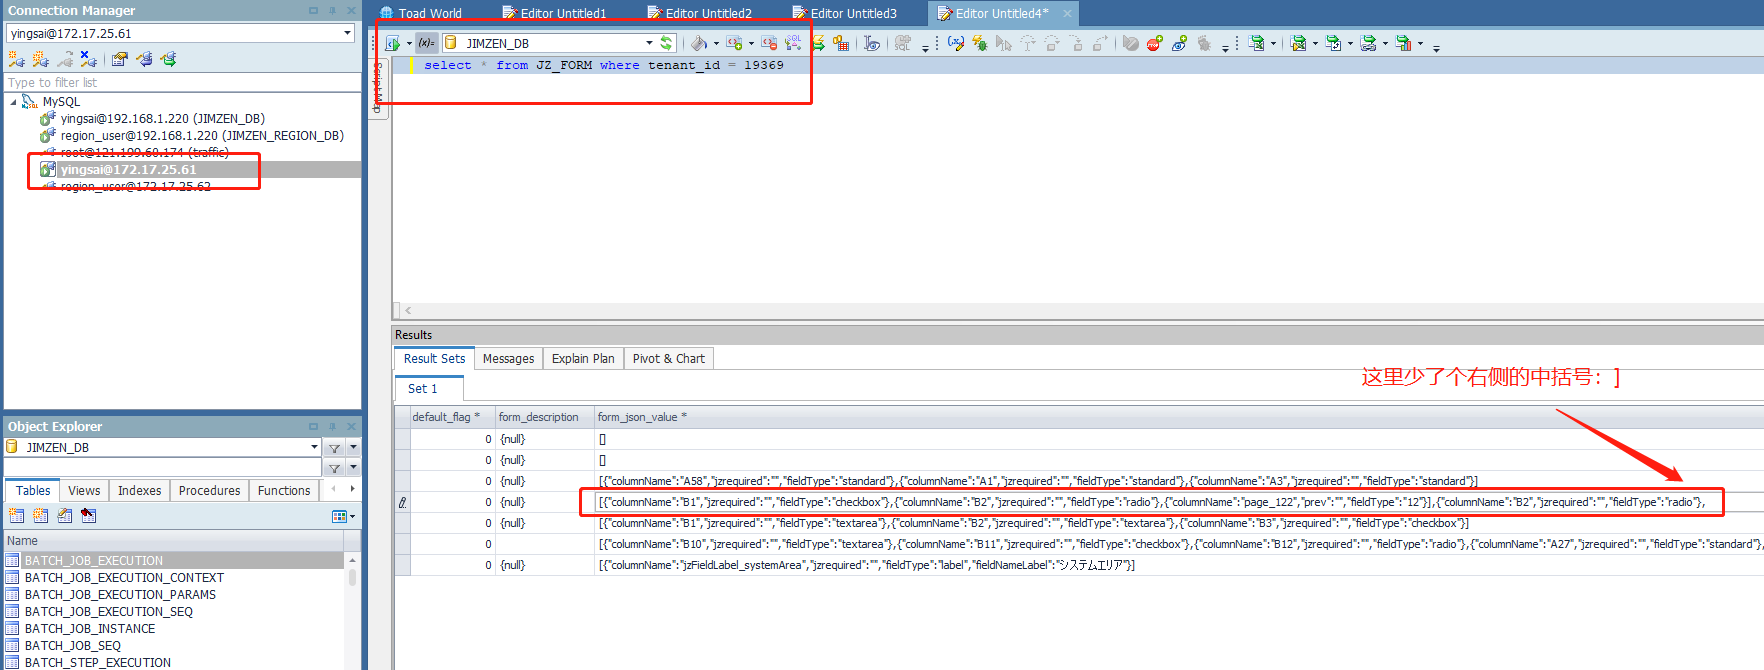 Connection Manager
yingsai@172.17.25.61
Type to filter list
MySQL
yingsai@192.168.1.220 (JIMZEN_DB)
region_user@192.168.1.220 (JIMZEN_REGION_DB)
root@121.199.60.174 (traffic)
yingsai@172.17.25.61
region_user@172.17.25.62
Object Explorer
JIMZEN_DB
Tables Views Indexes Procedures Functions
Name
BATCH_JOB_EXECUTION
BATCH_JOB_EXECUTION_CONTEXT
BATCH_JOB_EXECUTION_PARAMS
BATCH_JOB_EXECUTION_SEQ
BATCH_JOB_INSTANCE
BATCH_JOB_SEQ
BATCH_STEP_EXECUTION
Toad World Editor Untitled1 Editor Untitled2 Editor Untitled3 Editor Untitled4*
(x)= JIMZEN_DB
select * from JZ_FORM where tenant_id = 19369
Results
Result Sets Messages Explain Plan Pivot & Chart
Set 1
这里少了个右侧的中括号：]
default_flag * form_description form_json_value *
0 {null} []
0 {null} []
0 {null} [{"columnName":"A58","jzrequired":"","fieldType":"standard"},{"columnName":"A1","jzrequired":"","fieldType":"standard"},{"columnName":"A3","jzrequired":"","fieldType":"standard"}]
0 {null} [{"columnName":"B1","jzrequired":"","fieldType":"checkbox"},{"columnName":"B2","jzrequired":"","fieldType":"radio"},{"columnName":"page_122","prev":"","fieldType":"12"}],{"columnName":"B2","jzrequired":"","fieldType":"radio"},
0 {null} [{"columnName":"B1","jzrequired":"","fieldType":"textarea"},{"columnName":"B2","jzrequired":"","fieldType":"textarea"},{"columnName":"B3","jzrequired":"","fieldType":"checkbox"}]
0 [{"columnName":"B10","jzrequired":"","fieldType":"textarea"},{"columnName":"B11","jzrequired":"","fieldType":"checkbox"},{"columnName":"B12","jzrequired":"","fieldType":"radio"},{"columnName":"A27","jzrequired":"","fieldType":"standard"},
0 {null} [{"columnName":"jzFieldLabel_systemArea","jzrequired":"","fieldType":"label","fieldNameLabel":"システムエリア"}]